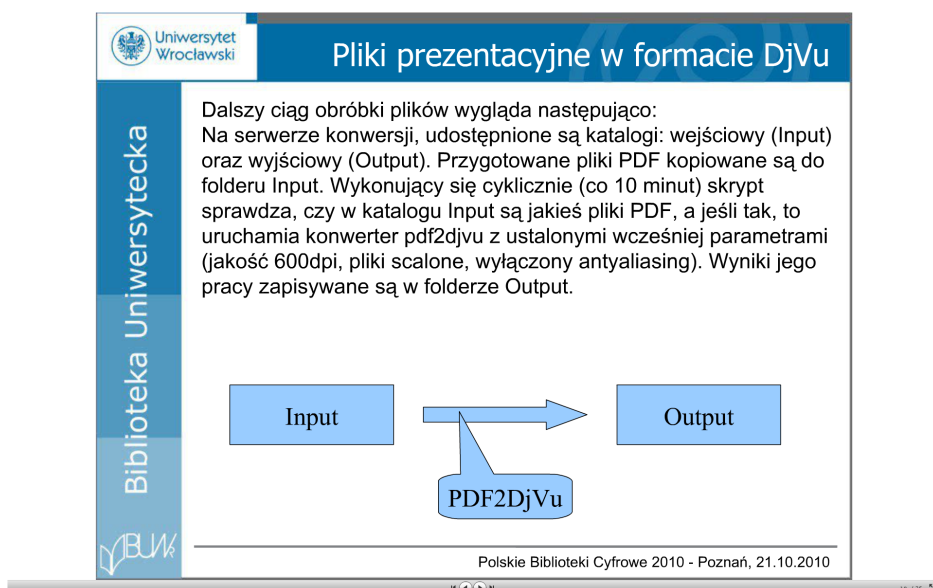 Uniwersytet
Wrocławski
Pliki prezentacyjne w formacie DjVu
Biblioteka Uniwersytecka
Dalszy ciąg obróbki plików wygląda następująco:
Na serwerze konwersji, udostępnione są katalogi: wejściowy (Input)
oraz wyjściowy (Output). Przygotowane pliki PDF kopiowane są do
folderu Input. Wykonujący się cyklicznie (co 10 minut) skrypt
sprawdza, czy w katalogu Input są jakieś pliki PDF, a jeśli tak, to
uruchamia konwerter pdf2djvu z ustalonymi wcześniej parametrami
(jakość 600dpi, pliki scalone, wyłączony antyaliasing). Wyniki jego
pracy zapisywane są w folderze Output.
Input
Output
PDF2DjVu
Polskie Biblioteki Cyfrowe 2010 - Poznań, 21.10.2010